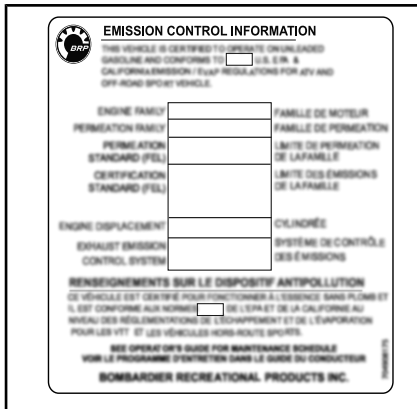 BRP
EMISSION CONTROL INFORMATION
THIS VEHICLE IS CERTIFIED TO OPERATE ON UNLEADED
GASOLINE AND CONFORMS TO U.S. EPA &
CALIFORNIA EMISSION / EVAP REGULATIONS FOR ATV AND
OFF-ROAD SPORT VEHICLE.
ENGINE FAMILY FAMILLE DE MOTEUR
PERMEATION FAMILY FAMILLE DE PERMEATION
PERMEATION LIMITE DE PERMEATION
STANDARD (FEL) DE LA FAMILLE
CERTIFICATION LIMITE DES ÉMISSIONS
STANDARD (FEL) DE LA FAMILLE
ENGINE DISPLACEMENT CYLINDRÉE
EXHAUST EMISSION SYSTÈME DE CONTRÔLE
CONTROL SYSTEM DES ÉMISSIONS
RENSEIGNEMENTS SUR LE DISPOSITIF ANTIPOLLUTION
CE VÉHICULE EST CERTIFIÉ POUR FONCTIONNER À L'ESSENCE SANS PLOMB ET
IL EST CONFORME AUX NORMES DE L'EPA ET DE LA CALIFORNIE AU
NIVEAU DES RÉGLEMENTATIONS DE L'ÉCHAPPEMENT ET DE L'ÉVAPORATION
POUR LES VTT ET LES VÉHICULES HORS-ROUTE SPORTS.
SEE OPERATOR'S GUIDE FOR MAINTENANCE SCHEDULE
VOIR LE PROGRAMME D'ENTRETIEN DANS LE GUIDE DU CONDUCTEUR
BOMBARDIER RECREATIONAL PRODUCTS INC.